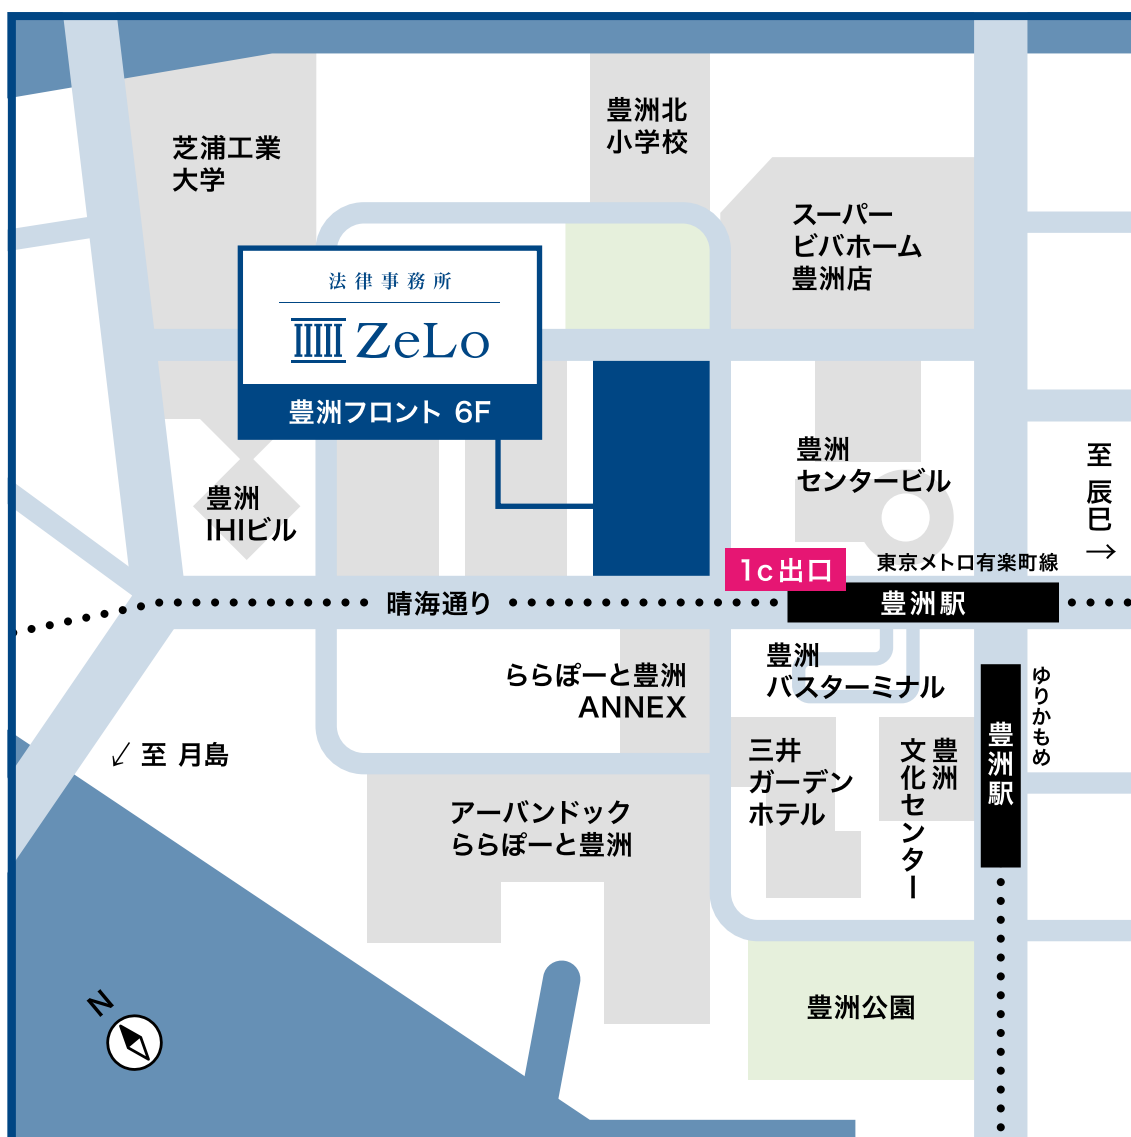 豊洲北
小学校
芝浦工業
大学
スーパー
ビバホーム
豊洲店
法律事務所
ZeLo
豊洲フロント 6F
豊洲
センタービル
至 辰巳→
豊洲
IHIビル
東京メトロ有楽町線
1c出口
晴海通り
豊洲駅
豊洲
バスターミナル
ららぽーと豊洲
ANNEX
ゆりかもめ
豊洲駅
↙ 至 月島
三井
ガーデン
ホテル
豊洲
文化センター
アーバンドック
ららぽーと豊洲
豊洲公園
N